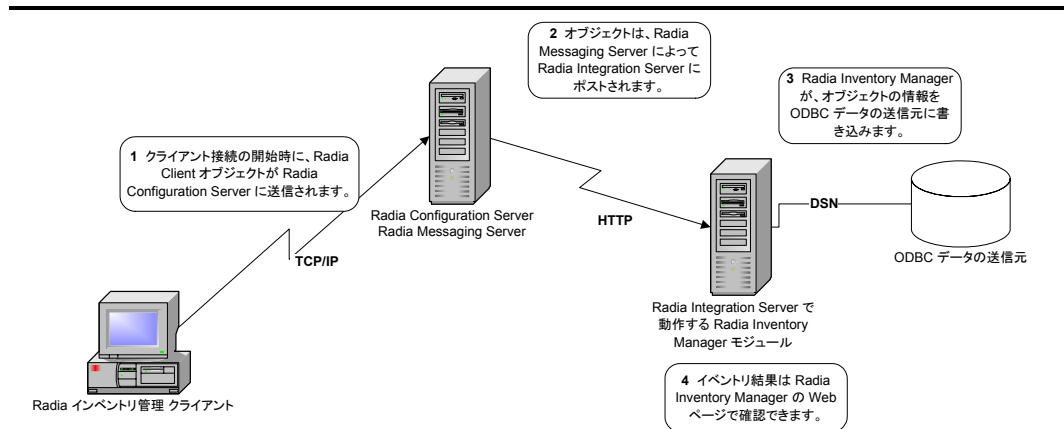 1 クライアント接続の開始時に、Radia
Client オブジェクトが Radia
Configuration Server に送信されます。
2 オブジェクトは、Radia
Messaging Server によって
Radia Integration Server に
ポストされます。
3 Radia Inventory Manager
が、オブジェクトの情報を
ODBC データの送信元に書
き込みます。
Radia Configuration Server
Radia Messaging Server
TCP/IP
HTTP
DSN
ODBC データの送信元
Radia Integration Server で
動作する Radia Inventory
Manager モジュール
Radia インベントリ管理 クライアント
4 イベントリ結果は Radia
Inventory Manager の Web
ページで確認できます。